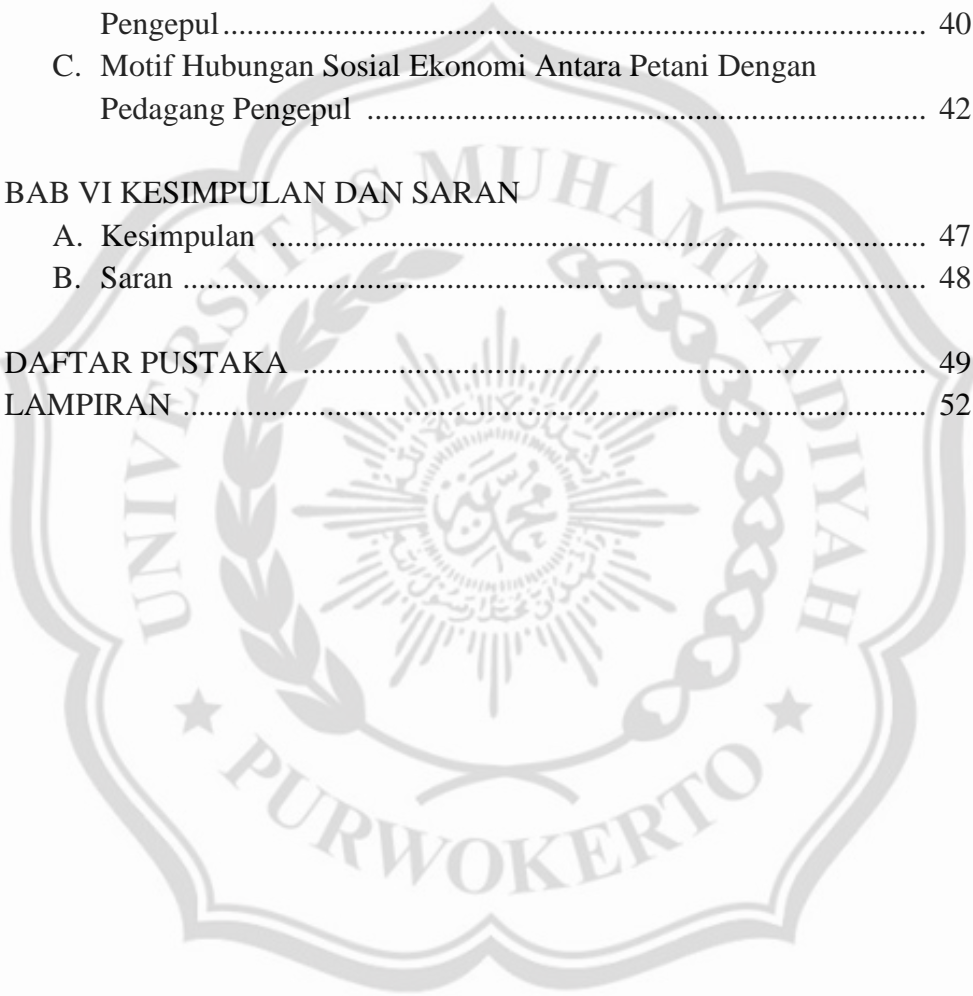 Pengepul ........................................................................... 40
C. Motif Hubungan Sosial Ekonomi Antara Petani Dengan
Pedagang Pengepul ............................................................ 42
BAB VI KESIMPULAN DAN SARAN
A. Kesimpulan ...................................................................... 47
B. Saran ............................................................................... 48
DAFTAR PUSTAKA .................................................................. 49
LAMPIRAN ............................................................................... 52
UNIVERSITAS MUHAMMADIYAH
PURWOKERTO